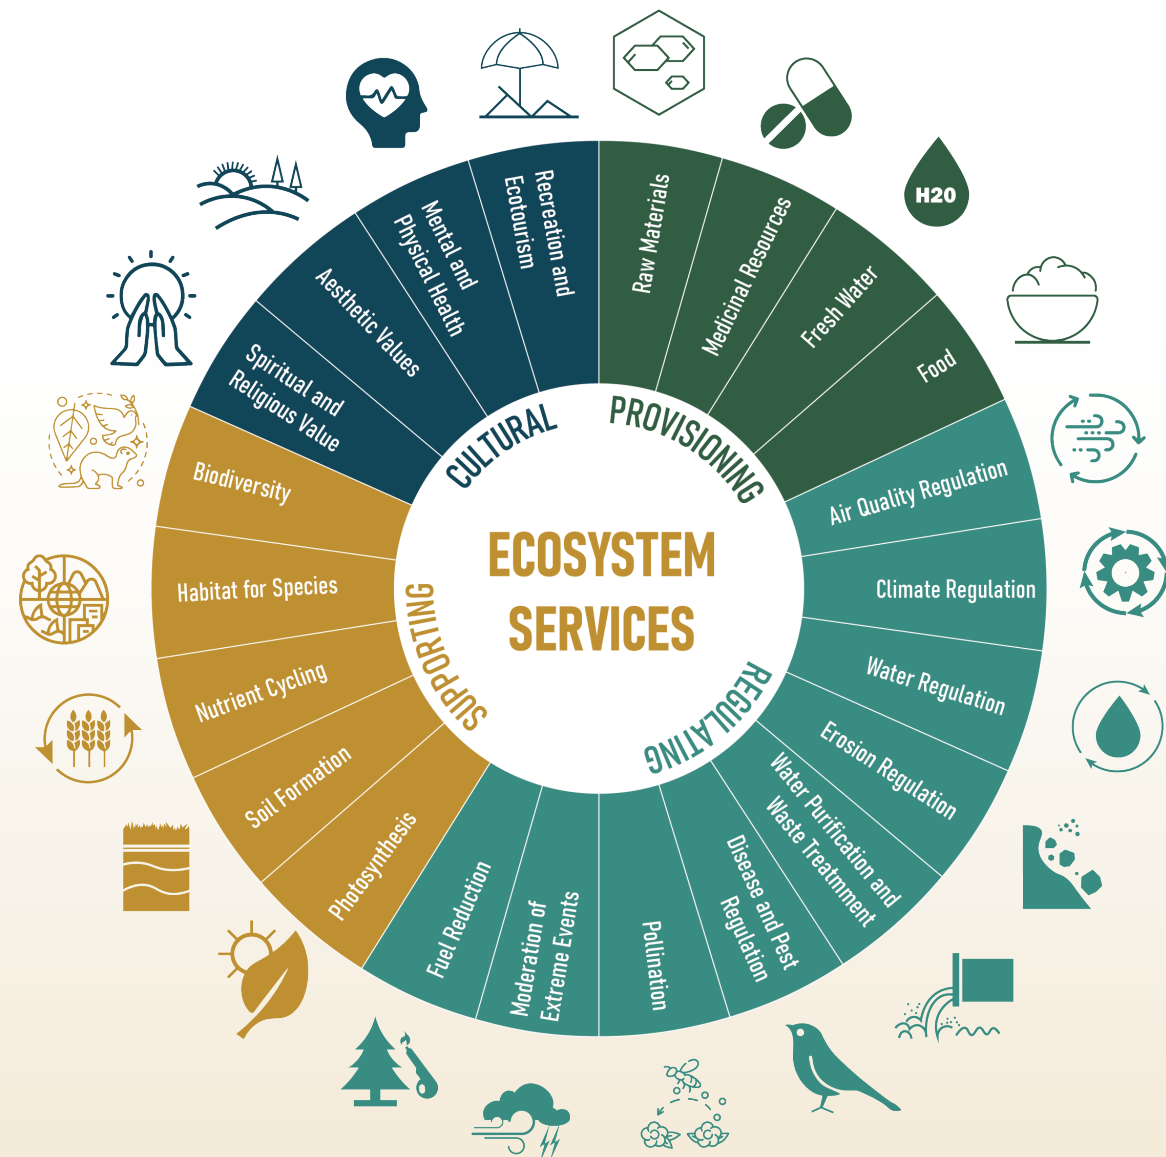 ECOSYSTEM
SERVICES
PROVISIONING
Raw Materials
Medicinal Resources
Fresh Water
H20
Food
REGULATING
Air Quality Regulation
Climate Regulation
Water Regulation
Erosion Regulation
Water Purification and
Waste Treatmment
Disease and Pest
Regulation
Pollination
Moderation of
Extreme Events
Fuel Reduction
SUPPORTING
Photosynthesis
Soil Formation
Nutrient Cycling
Habitat for Species
Biodiversity
CULTURAL
Spiritual and
Religious Value
Aesthetic Values
Mental and
Physical Health
Recreation and
Ecotourism